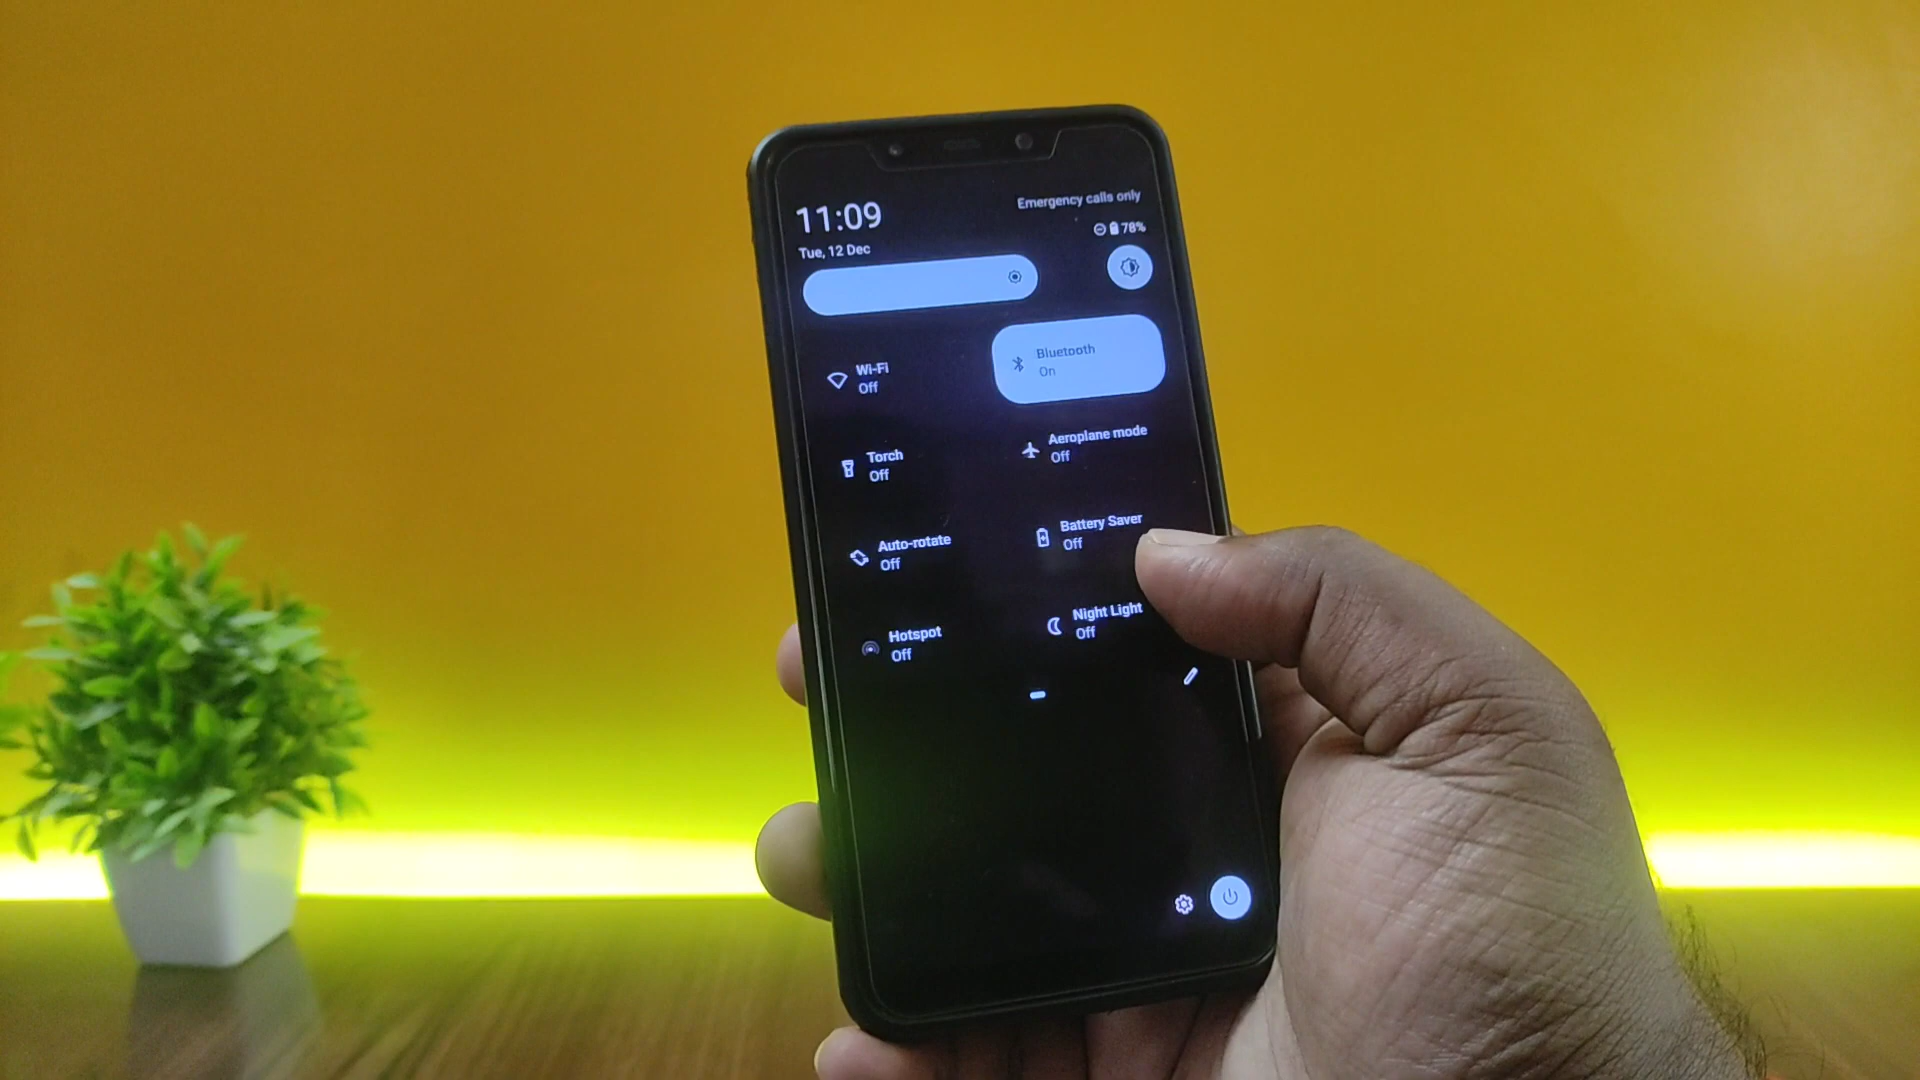 11:09
Emergency calls only
78%
Tue, 12 Dec
Wi-Fi
Off
Bluetooth
On
Torch
Off
Aeroplane mode
Off
Auto-rotate
Off
Battery Saver
Off
Hotspot
Off
Night Light
Off